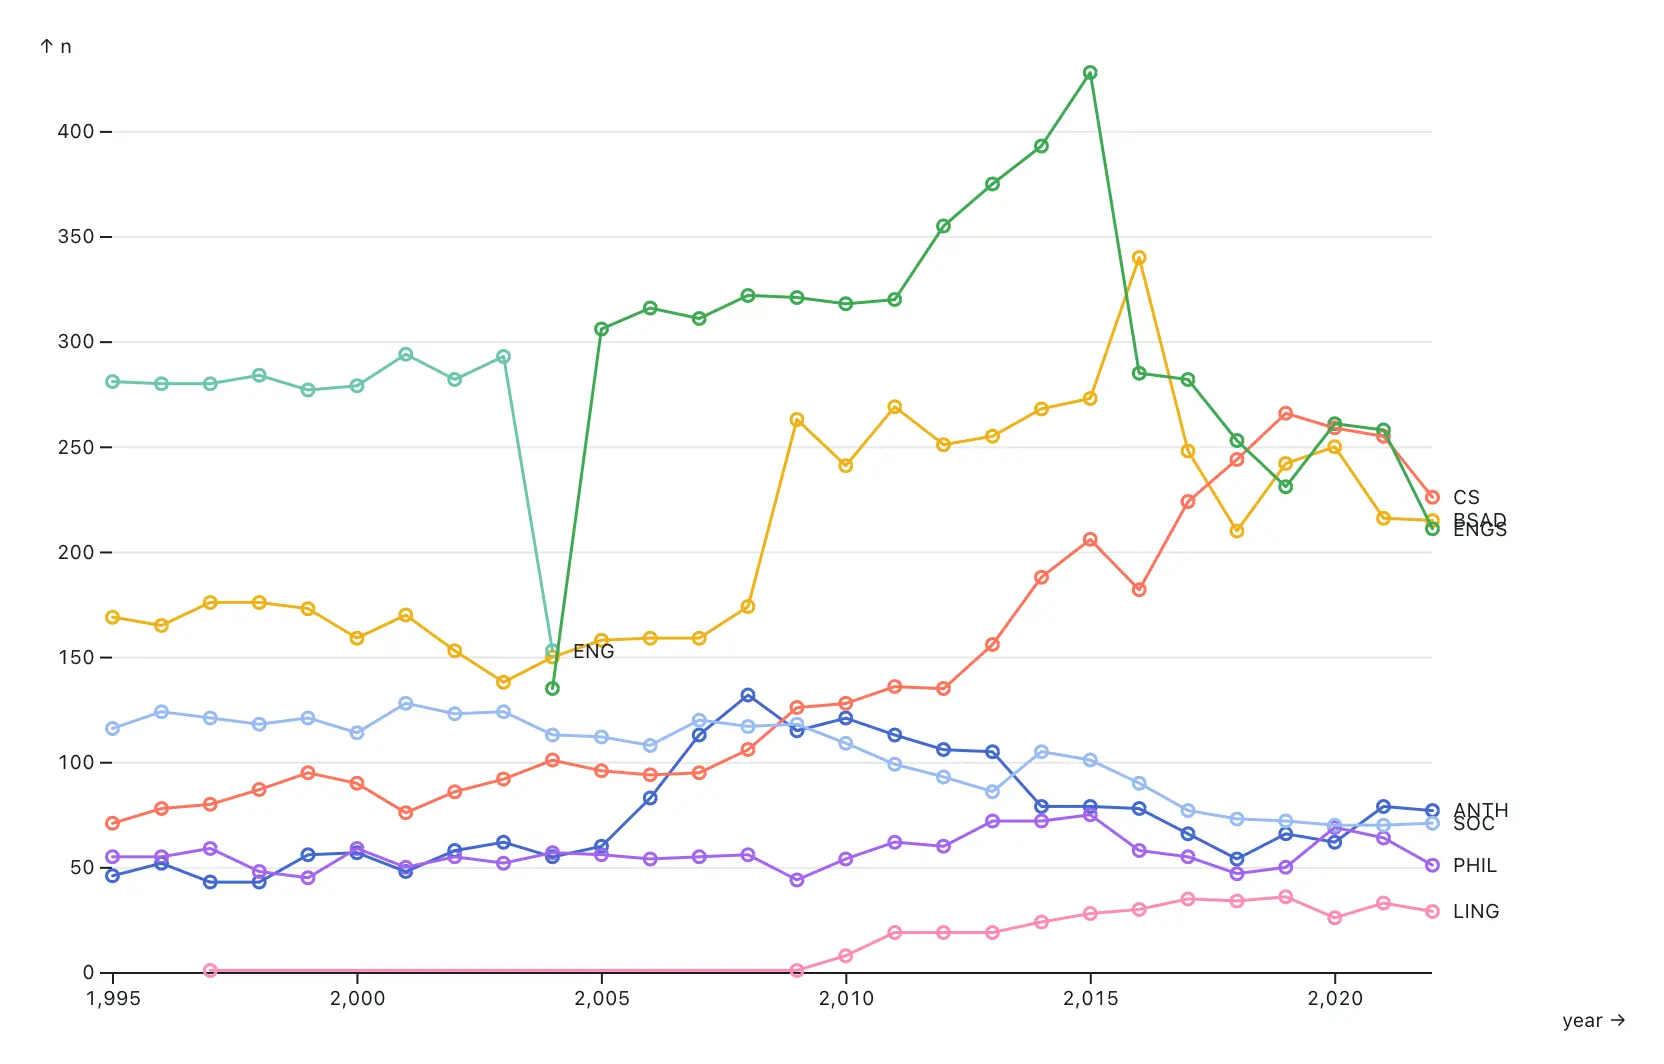 ↑ n
400
350
300
250
200
150
100
50
0
ENG
CS
BSAD
ENGS
ANTH
SOC
PHIL
LING
1,995 2,000 2,005 2,010 2,015 2,020
year →